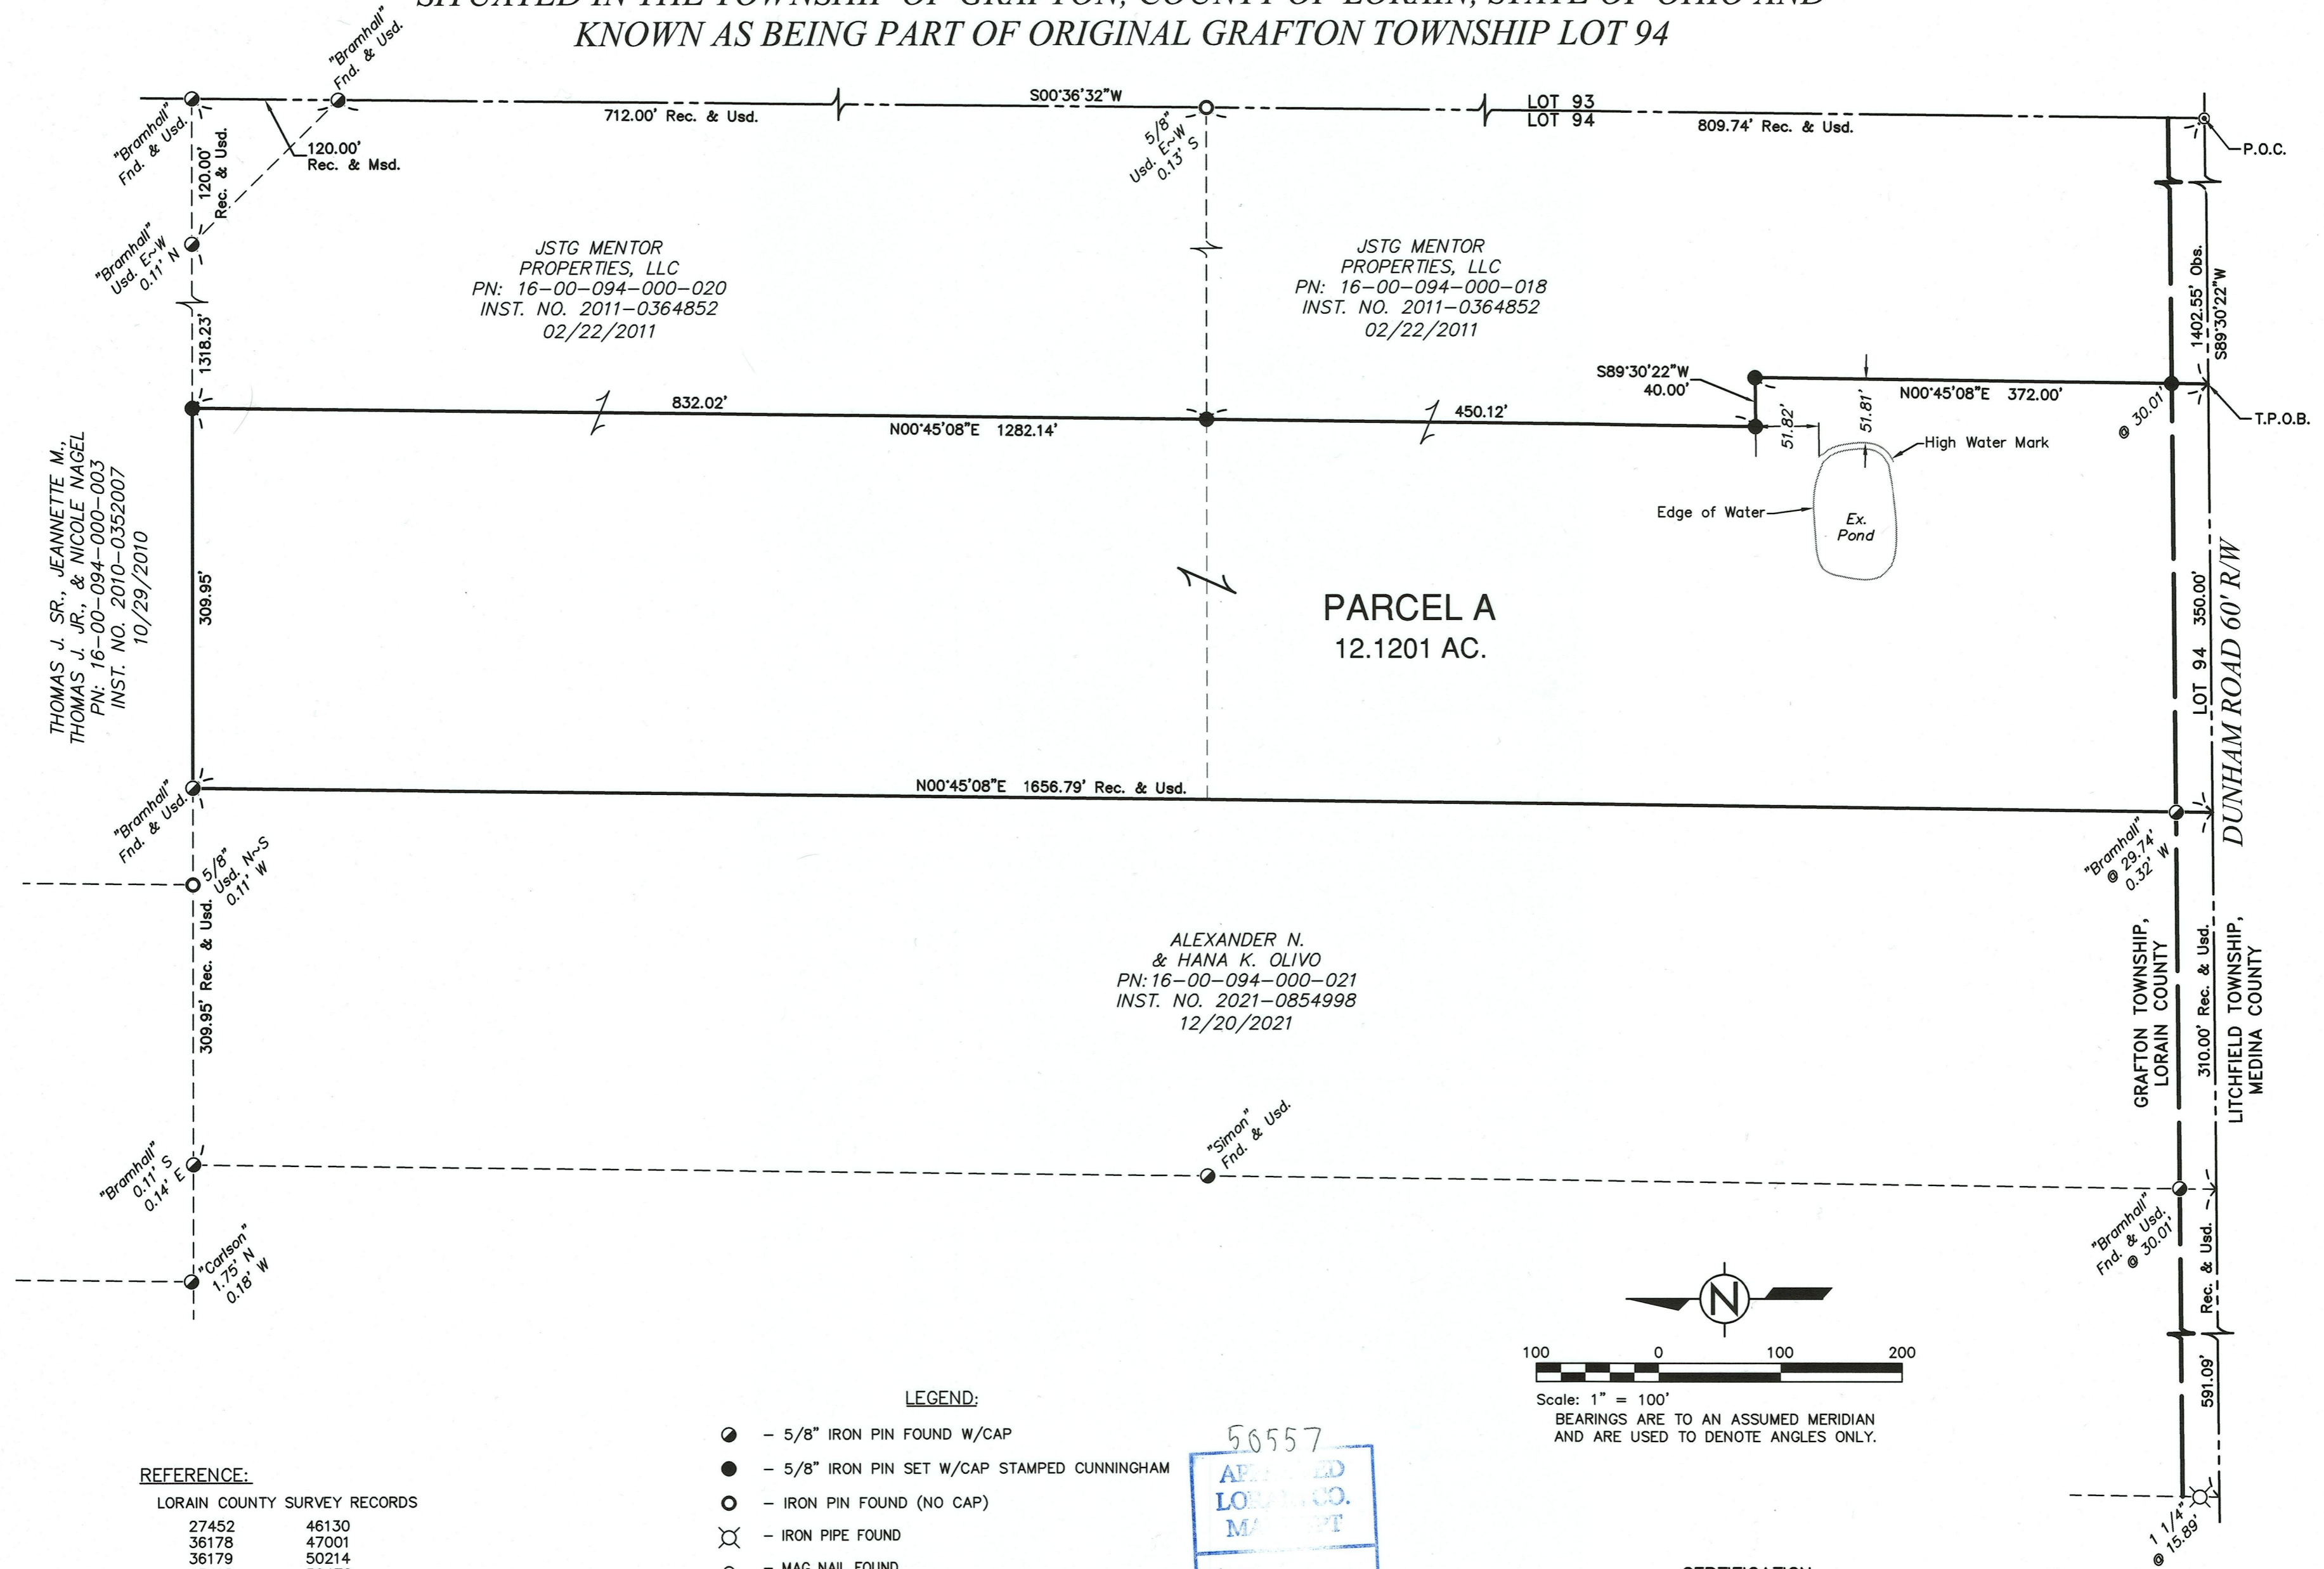 KNOWN AS BEING PART OF ORIGINAL GRAFTON TOWNSHIP LOT 94
"Bramhall"
Fnd. & Usd.
"Bramhall"
Fnd. & Usd.
120.00'
Rec. & Usd.
120.00'
Rec. & Msd.
712.00' Rec. & Usd.
S00°36'32"W
5/8"
Usd. E~W
0.13' S
LOT 93
LOT 94
809.74' Rec. & Usd.
P.O.C.
"Bramhall"
Usd. E~W
0.11' N
1318.23'
JSTG MENTOR
PROPERTIES, LLC
PN: 16-00-094-000-020
INST. NO. 2011-0364852
02/22/2011
JSTG MENTOR
PROPERTIES, LLC
PN: 16-00-094-000-018
INST. NO. 2011-0364852
02/22/2011
1402.55' Obs.
S89°30'22"W
S89°30'22"W
40.00'
832.02'
N00°45'08"E 1282.14'
450.12'
51.82'
51.81'
N00°45'08"E 372.00'
@ 30.01'
T.P.O.B.
High Water Mark
Edge of Water
Ex.
Pond
THOMAS J. SR., JEANNETTE M.,
THOMAS J. JR., & NICOLE NAGEL
PN: 16-00-094-000-003
INST. NO. 2010-0352007
10/29/2010
309.95'
PARCEL A
12.1201 AC.
LOT 94 350.00'
DUNHAM ROAD 60' R/W
N00°45'08"E 1656.79' Rec. & Usd.
"Bramhall"
Fnd. & Usd.
5/8"
Usd. N~S
0.11' W
309.95' Rec. & Usd.
"Bramhall"
@ 29.74'
0.32' W
ALEXANDER N.
& HANA K. OLIVO
PN:16-00-094-000-021
INST. NO. 2021-0854998
12/20/2021
GRAFTON TOWNSHIP,
LORAIN COUNTY
310.00' Rec. & Usd.
LITCHFIELD TOWNSHIP,
MEDINA COUNTY
"Bramhall"
0.11' S
0.14' E
"Simon"
Fnd. & Usd.
"Bramhall"
Fnd. & Usd.
@ 30.01'
"Carlson"
1.75' N
0.18' W
591.09' Rec. & Usd.
1 1/4"
@ 15.89'
N
100 0 100 200
Scale: 1" = 100'
BEARINGS ARE TO AN ASSUMED MERIDIAN
AND ARE USED TO DENOTE ANGLES ONLY.
LEGEND:
- 5/8" IRON PIN FOUND W/CAP
- 5/8" IRON PIN SET W/CAP STAMPED CUNNINGHAM
- IRON PIN FOUND (NO CAP)
- IRON PIPE FOUND
- MAG NAIL FOUND
50557
CO.
REFERENCE:
LORAIN COUNTY SURVEY RECORDS
27452 46130
36178 47001
36179 50214